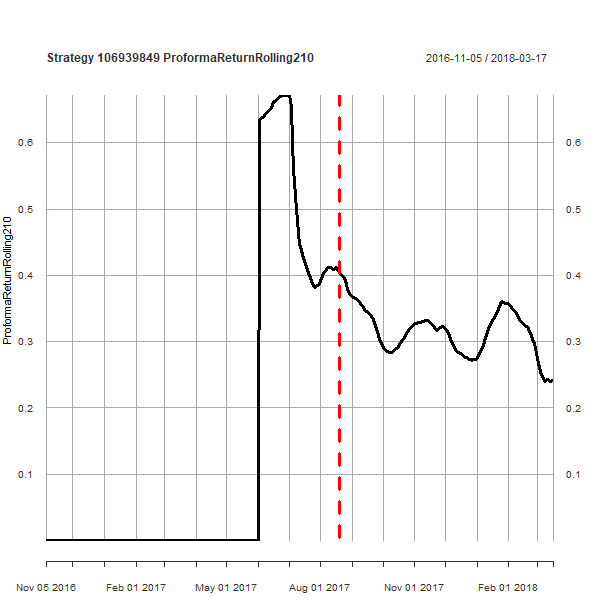 Strategy 106939849 ProformaReturnRolling210
2016-11-05 / 2018-03-17
ProformaReturnRolling210
0.6
0.5
0.4
0.3
0.2
0.1
0.6
0.5
0.4
0.3
0.2
0.1
Nov 05 2016
Feb 01 2017
May 01 2017
Aug 01 2017
Nov 01 2017
Feb 01 2018